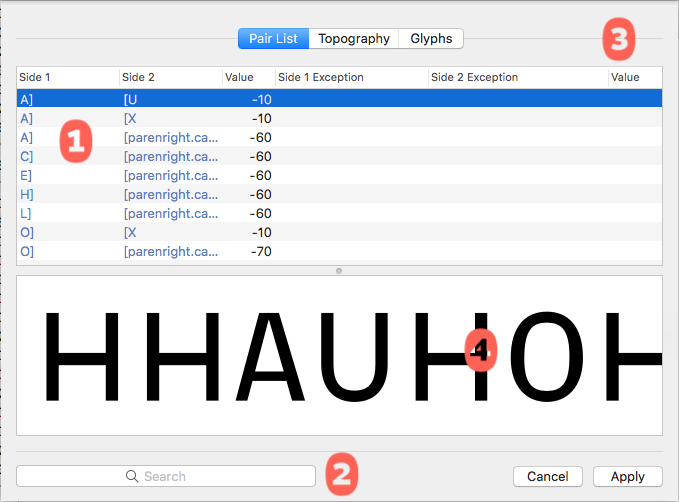 Pair List Topography Glyphs 3
Side 1 Side 2 Value Side 1 Exception Side 2 Exception Value
A] [U -10
A] [X -10
A] [parenright.ca... -60
C] [parenright.ca... -60
E] [parenright.ca... -60
H] [parenright.ca... -60
L] [parenright.ca... -60
O] [X -10
O] [parenright.ca... -70
1
HHAUHOH
4
Search 2 Cancel Apply